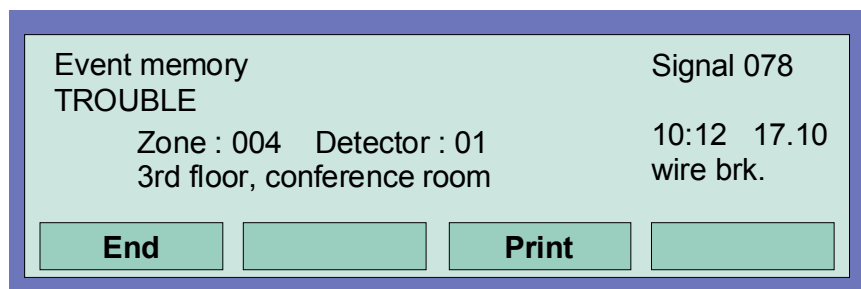 Event memory Signal 078
TROUBLE
Zone : 004 Detector : 01 10:12 17.10
3rd floor, conference room wire brk.
End Print